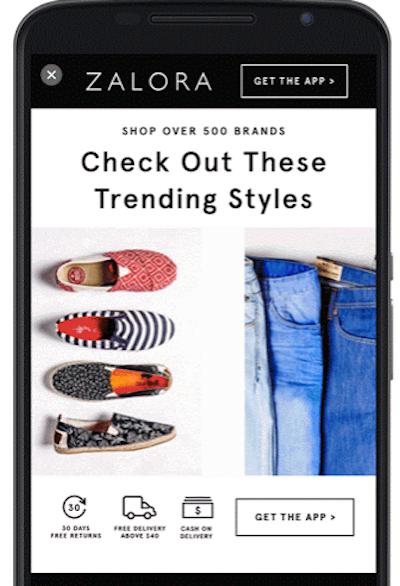 ZALORA
GET THE APP >
SHOP OVER 500 BRANDS
Check Out These
Trending Styles
30
$
30 DAYS
FREE RETURNS
FREE DELIVERY
ABOVE $40
CASH ON
DELIVERY
GET THE APP >